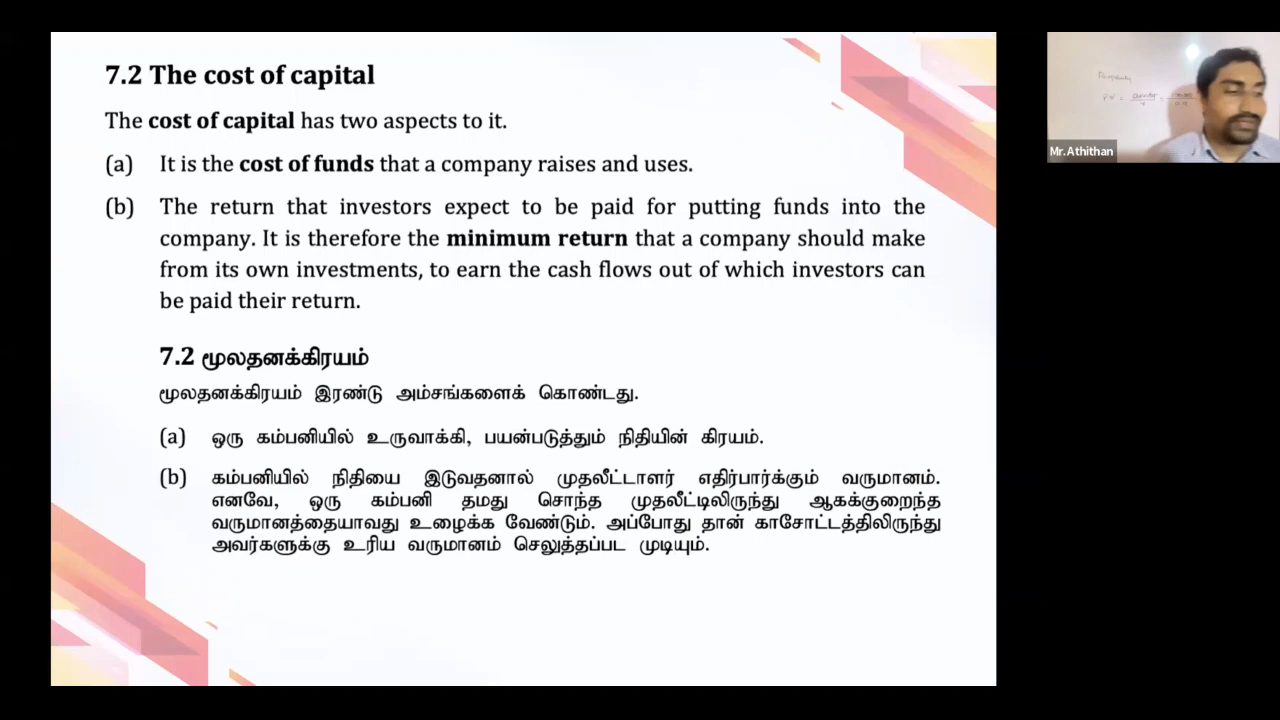 7.2 The cost of capital
The cost of capital has two aspects to it.
(a) It is the cost of funds that a company raises and uses.
(b) The return that investors expect to be paid for putting funds into the
company. It is therefore the minimum return that a company should make
from its own investments, to earn the cash flows out of which investors can
be paid their return.
7.2 மூலதனக்கிரயம்
மூலதனக்கிரயம் இரண்டு அம்சங்களைக் கொண்டது.
(a) ஒரு கம்பனியில் உருவாக்கி, பயன்படுத்தும் நிதியின் கிரயம்.
(b) கம்பனியில் நிதியை இடுவதனால் முதலீட்டாளர் எதிர்பார்க்கும் வருமானம்.
எனவே, ஒரு கம்பனி தமது சொந்த முதலீட்டிலிருந்து ஆகக்குறைந்த
வருமானத்தையாவது உழைக்க வேண்டும். அப்போது தான் காசோட்டத்திலிருந்து
அவர்களுக்கு உரிய வருமானம் செலுத்தப்பட முடியும்.
PV =
Mr.Athithan